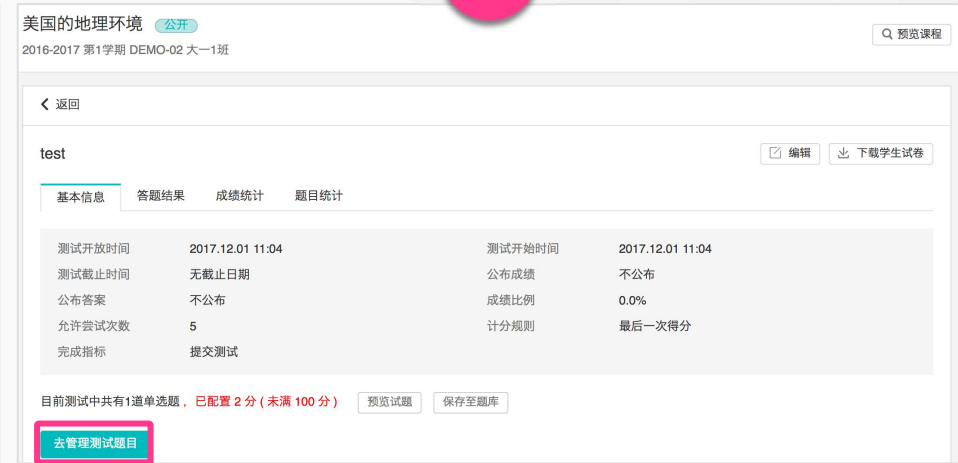 美国的地理环境 公开
2016-2017 第1学期 DEMO-02 大一1班
预览课程
返回
test
编辑 下载学生试卷
基本信息 答题结果 成绩统计 题目统计
测试开放时间 2017.12.01 11:04 测试开始时间 2017.12.01 11:04
测试截止时间 无截止日期 公布成绩 不公布
公布答案 不公布 成绩比例 0.0%
允许尝试次数 5 计分规则 最后一次得分
完成指标 提交测试
目前测试中共有1道单选题，已配置 2 分 ( 未满 100 分 ) 预览试题 保存至题库
去管理测试题目